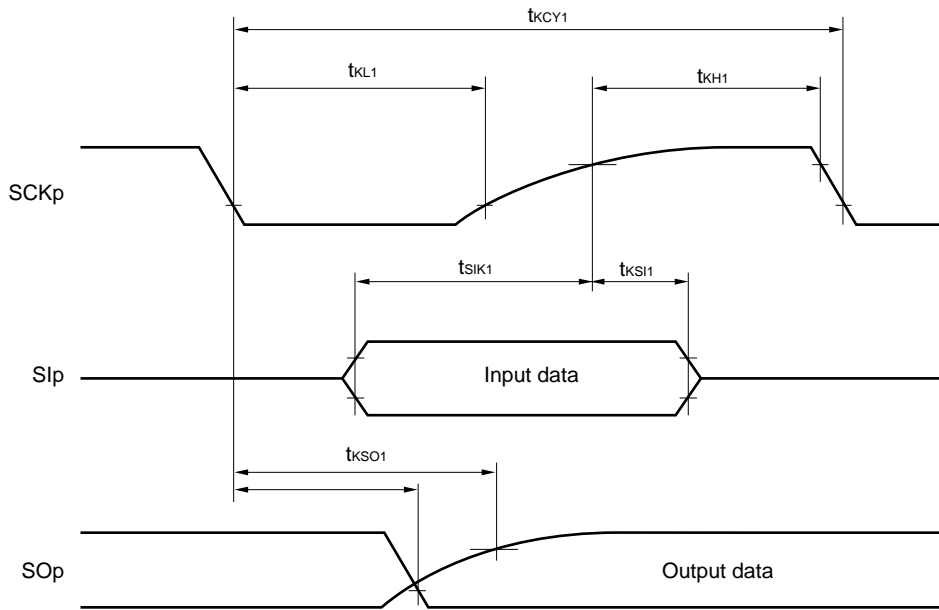 tKCY1
tKL1
tKH1
SCKp
tSIK1
tKSI1
SIp
Input data
tKSO1
SOp
Output data